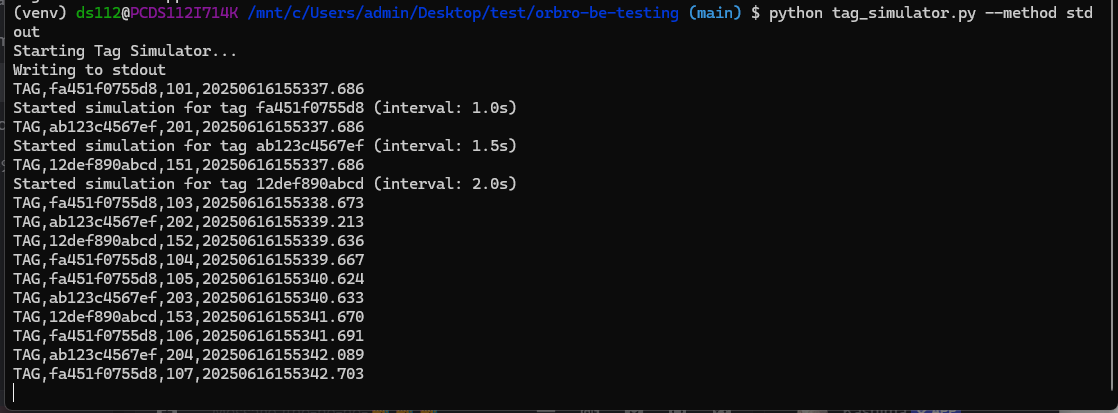 (venv) ds112@PCDS112I714K /mnt/c/Users/admin/Desktop/test/orbro-be-testing (main) $ python tag_simulator.py --method std
out
Starting Tag Simulator...
Writing to stdout
TAG,fa451f0755d8,101,20250616155337.686
Started simulation for tag fa451f0755d8 (interval: 1.0s)
TAG,ab123c4567ef,201,20250616155337.686
Started simulation for tag ab123c4567ef (interval: 1.5s)
TAG,12def890abcd,151,20250616155337.686
Started simulation for tag 12def890abcd (interval: 2.0s)
TAG,fa451f0755d8,103,20250616155338.673
TAG,ab123c4567ef,202,20250616155339.213
TAG,12def890abcd,152,20250616155339.636
TAG,fa451f0755d8,104,20250616155339.667
TAG,fa451f0755d8,105,20250616155340.624
TAG,ab123c4567ef,203,20250616155340.633
TAG,12def890abcd,153,20250616155341.670
TAG,fa451f0755d8,106,20250616155341.691
TAG,ab123c4567ef,204,20250616155342.089
TAG,fa451f0755d8,107,20250616155342.703